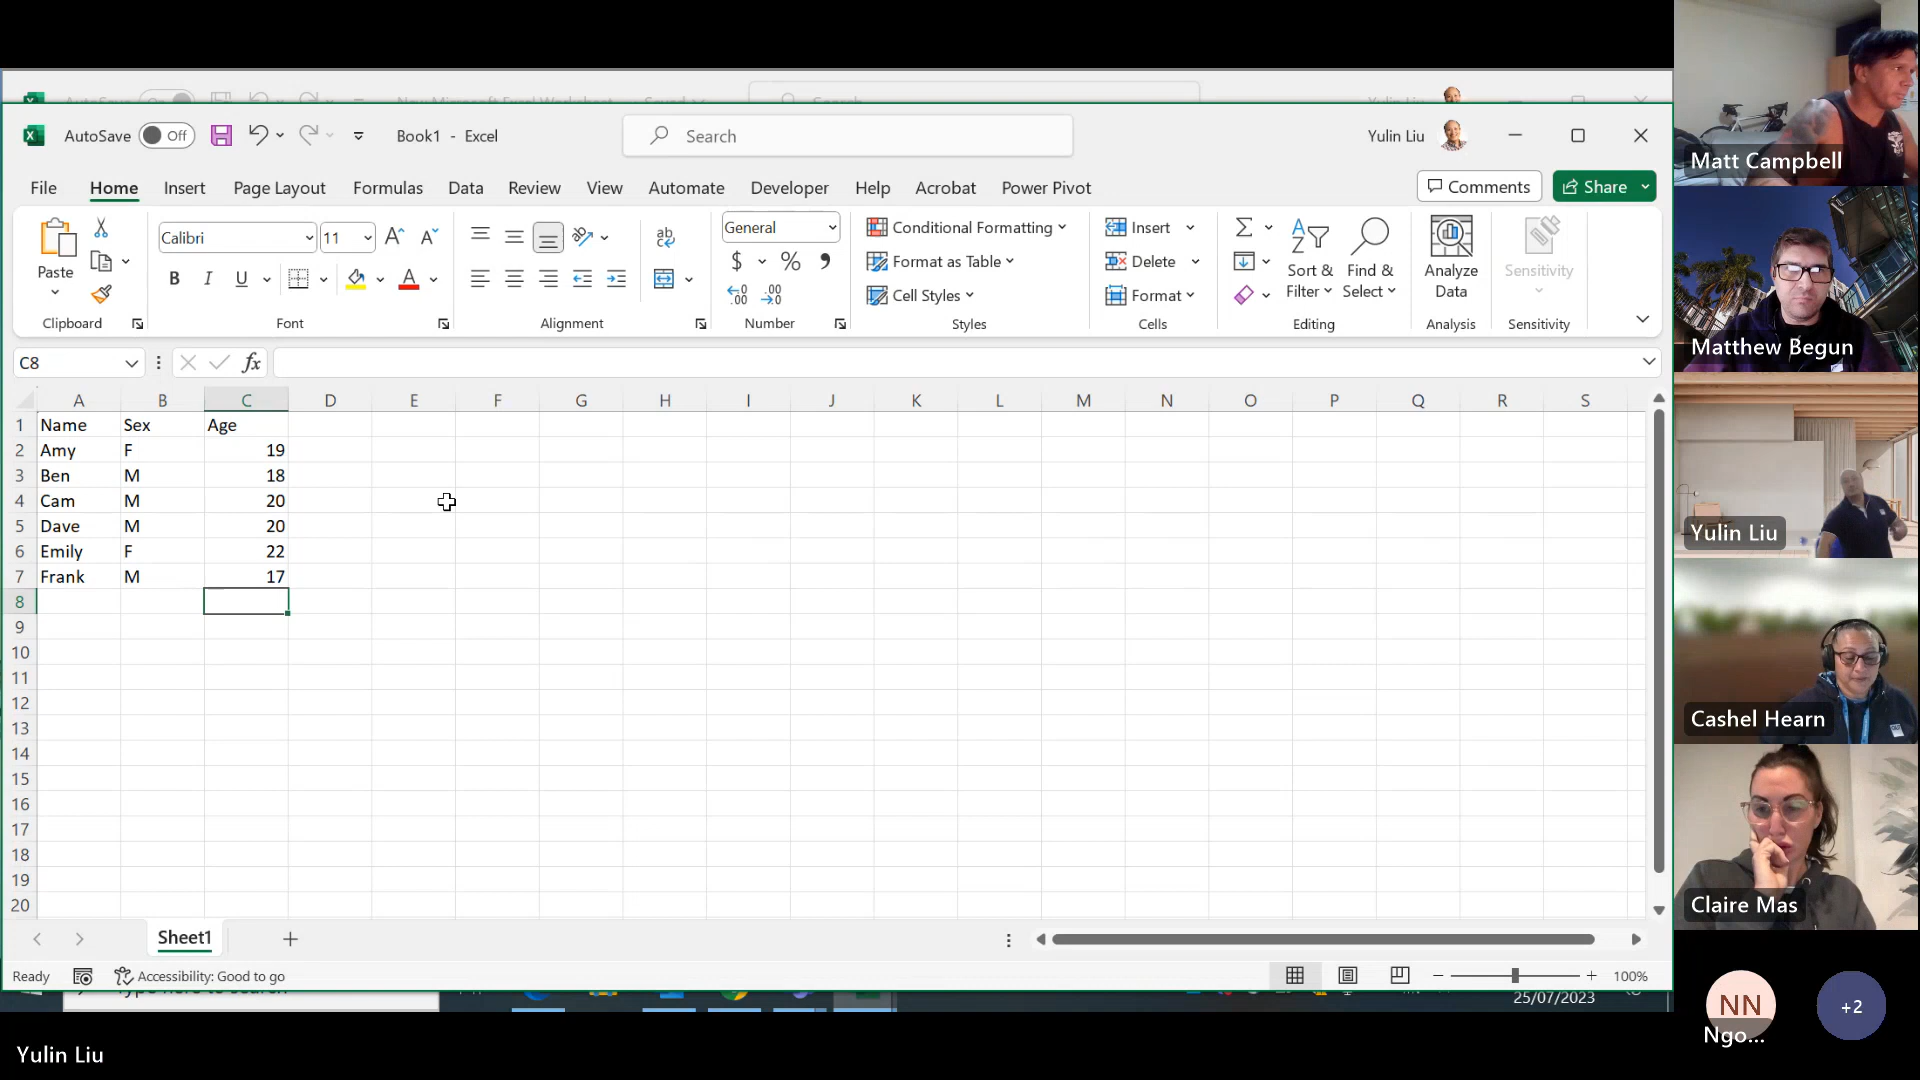 AutoSave Off Book1 - Excel Search Yulin Liu
File Home Insert Page Layout Formulas Data Review View Automate Developer Help Acrobat Power Pivot Comments Share
Paste
Clipboard
Calibri 11
B I U
Font
ab
Alignment
General
$ % ,
Number
Conditional Formatting
Format as Table
Cell Styles
Styles
Insert
Delete
Format
Cells
Sort & Filter
Find & Select
Editing
Analyze Data
Analysis
Sensitivity
Sensitivity
C8 fx
A B C D E F G H I J K L M N O P Q R S
1 Name Sex Age
2 Amy F 19
3 Ben M 18
4 Cam M 20
5 Dave M 20
6 Emily F 22
7 Frank M 17
8
9
10
11
12
13
14
15
16
17
18
19
20
Sheet1
Ready Accessibility: Good to go 100%
25/07/2023
Yulin Liu
Matt Campbell
Matthew Begun
Yulin Liu
Cashel Hearn
Claire Mas
NN +2
Ngo...